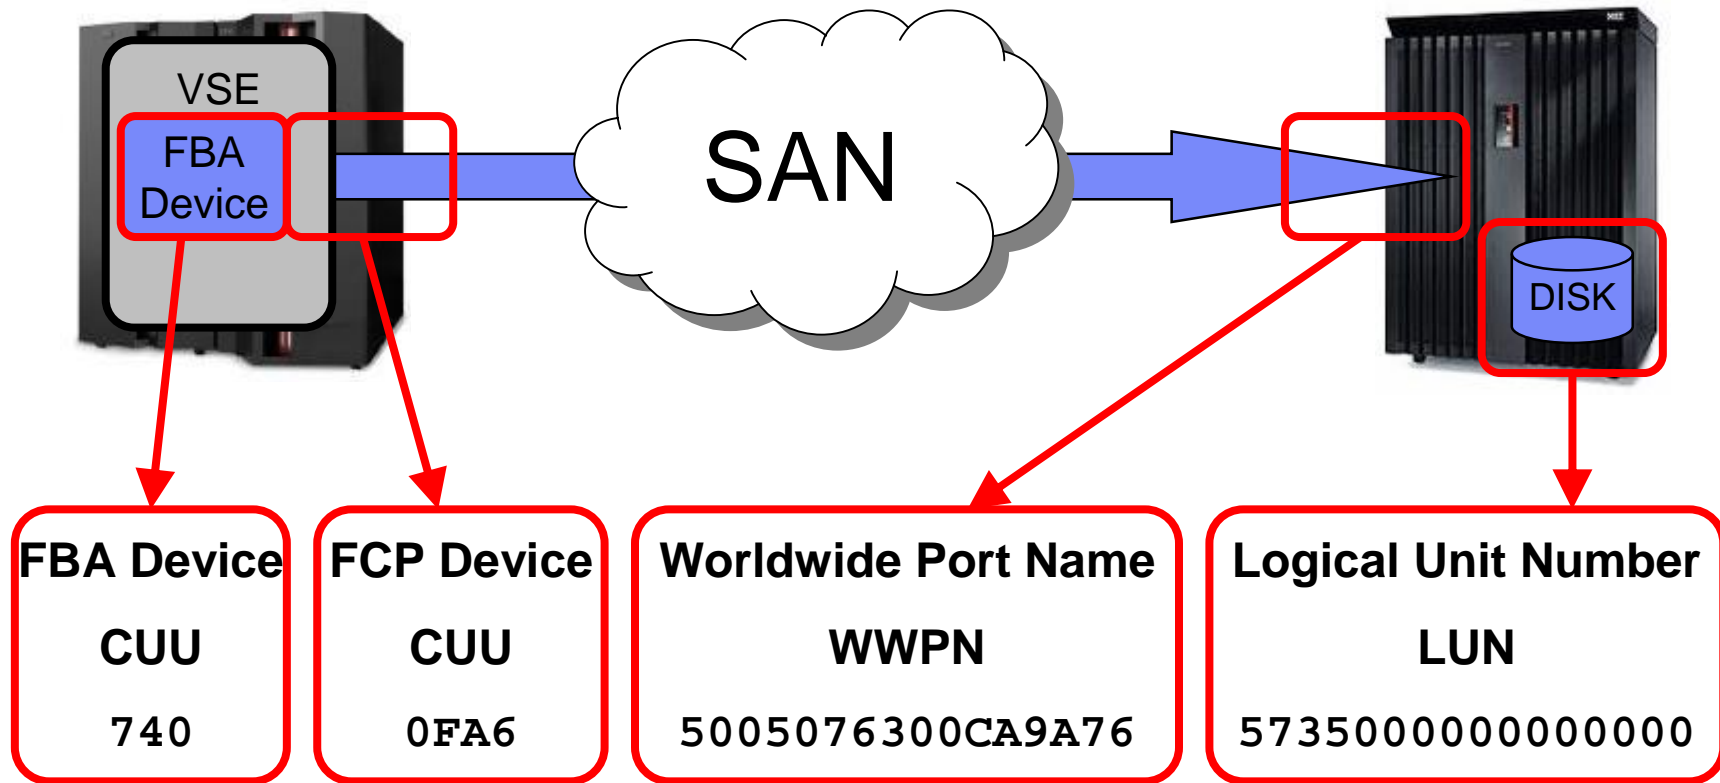 VSE
FBA
Device
SAN
DISK
FBA Device
CUU
740
FCP Device
CUU
0FA6
Worldwide Port Name
WWPN
5005076300CA9A76
Logical Unit Number
LUN
5735000000000000